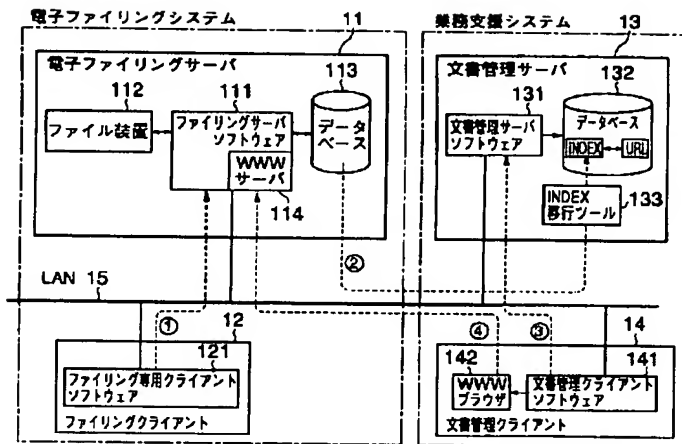 電子ファイリングシステム
業務支援システム
11
13
電子ファイリングサーバ
113
文書管理サーバ
132
112
111
131
ファイル装置
ファイリングサーバ
ソフトウェア
WWW
サーバ
データ
ベース
文書管理サーバ
ソフトウェア
データベース
INDEX
URL
114
INDEX
移行ツール
133
②
LAN 15
①
12
④
③
14
121
142
141
ファイリング専用クライアント
ソフトウェア
WWW
ブラウザ
文書管理クライアント
ソフトウェア
ファイリングクライアント
文書管理クライアント